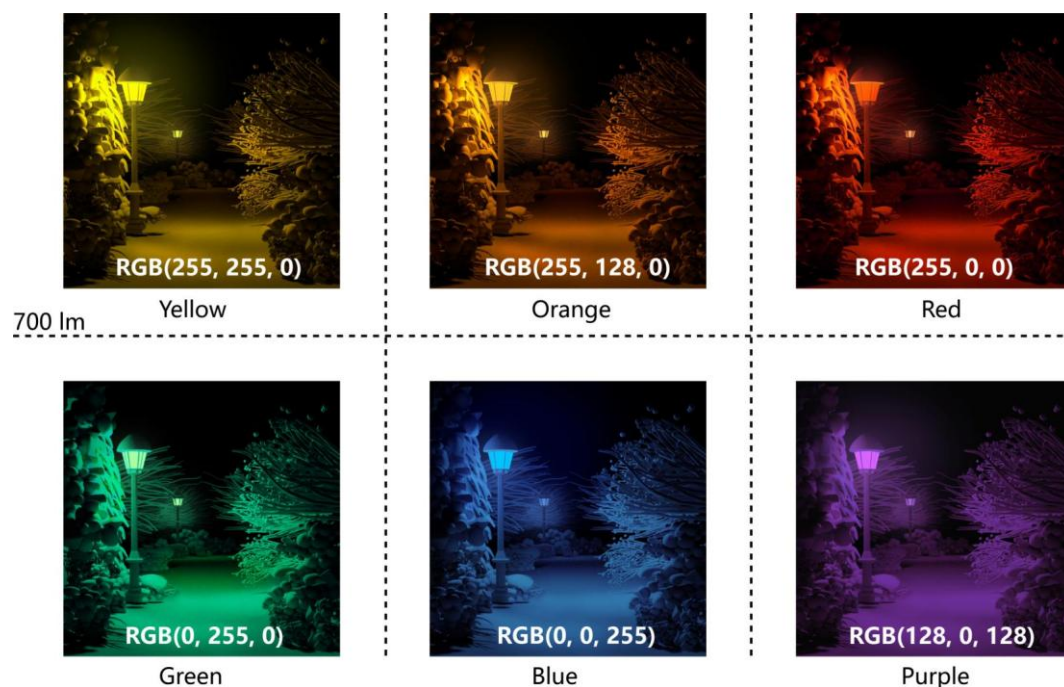 RGB(255, 255, 0)
RGB(255, 128, 0)
RGB(255, 0, 0)
Yellow
Orange
Red
700 lm
RGB(0, 255, 0)
RGB(0, 0, 255)
RGB(128, 0, 128)
Green
Blue
Purple